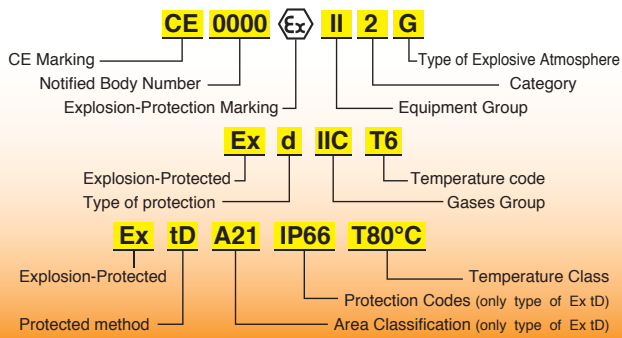 CE 0000 Ex II 2 G
CE Marking Type of Explosive Atmosphere
Notified Body Number Category
Explosion-Protection Marking Equipment Group
Ex d IIC T6
Explosion-Protected Temperature code
Type of protection Gases Group
Ex tD A21 IP66 T80°C
Explosion-Protected Temperature Class
Protection Codes (only type of Ex tD)
Protected method Area Classification (only type of Ex tD)